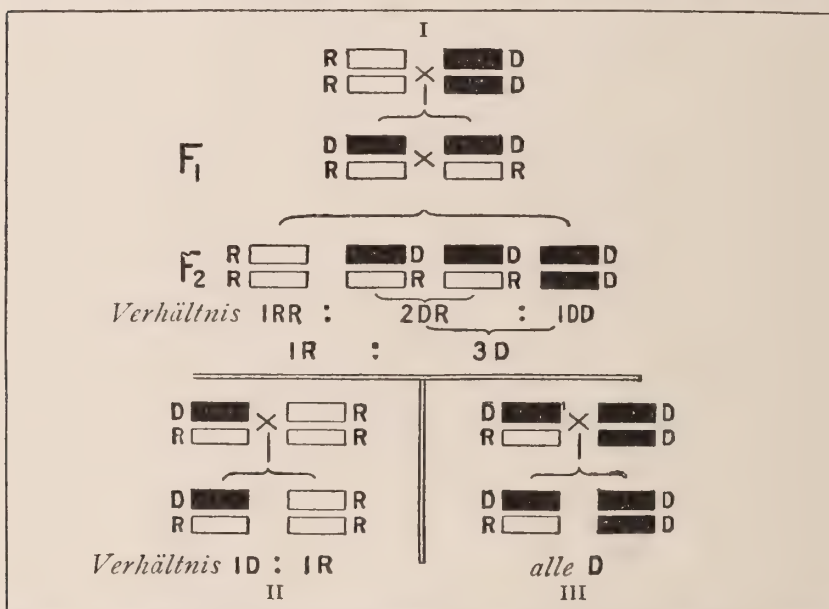 I
R D
R D
F1 D D
R R
F2 R D D D
R R R D
Verhältnis 1RR : 2DR : 1DD
1R : 3D
D R D D
R R R D
D R D D
R R R D
Verhältnis 1D : 1R alle D
II III